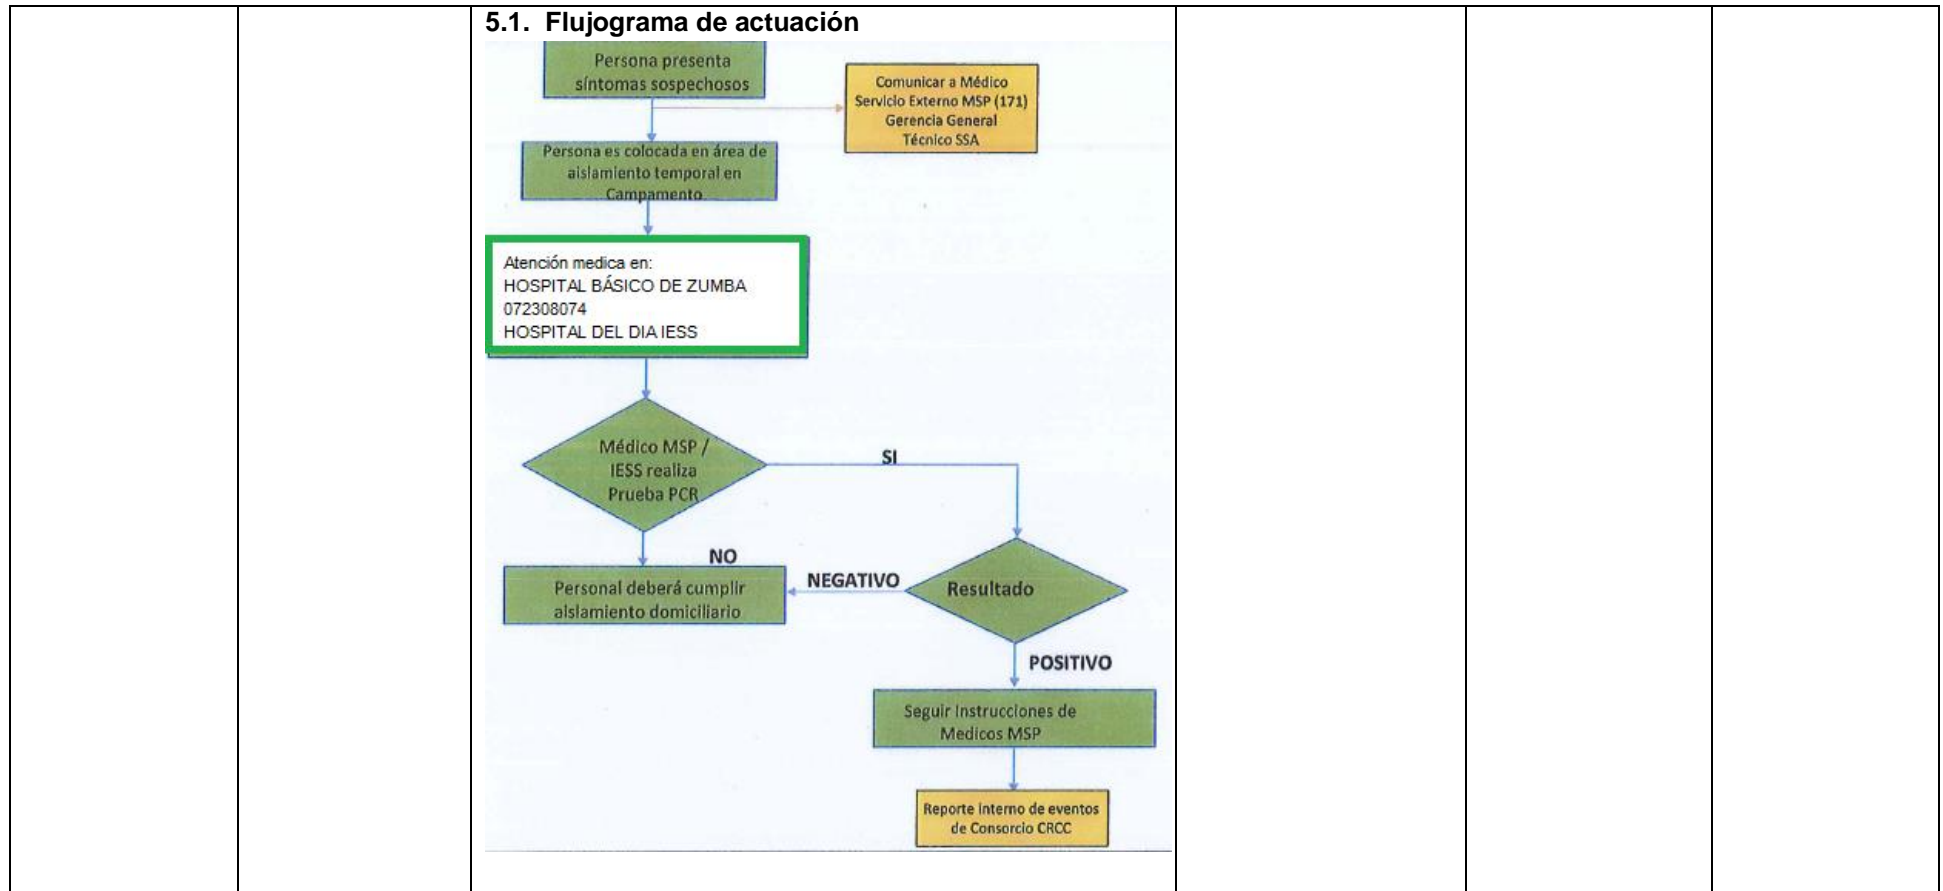 5.1. Flujograma de actuación
Persona presenta
síntomas sospechosos
Comunicar a Médico
Servicio Externo MSP (171)
Gerencia General
Técnico SSA
Persona es colocada en área de
aislamiento temporal en
Campamento
Atención medica en:
HOSPITAL BÁSICO DE ZUMBA
072308074
HOSPITAL DEL DIA IESS
Médico MSP /
IESS realiza
Prueba PCR
SI
NO
Personal deberá cumplir
aislamiento domiciliario
NEGATIVO
Resultado
POSITIVO
Seguir Instrucciones de
Medicos MSP
Reporte interno de eventos
de Consorcio CRCC